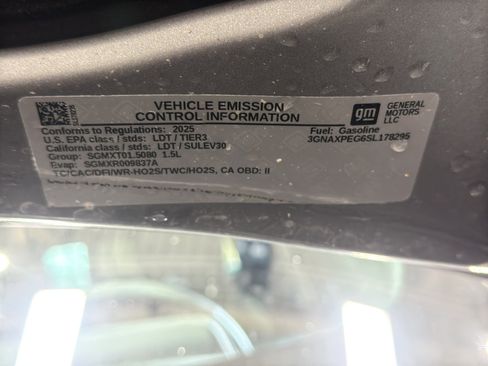 VEHICLE EMISSION
CONTROL INFORMATION
gm
GENERAL
MOTORS
LLC
Conforms to Regulations: 2025
Fuel: Gasoline
U.S. EPA class / stds: LDT / TIER3
3GNAXPEG6SL178295
California class / stds: LDT / SULEV30
Group: SGMXT01.5080 1.5L
Evap: SGMXR009837A
TC/CAC/DFI/WR-HO2S/TWC/HO2S, CA OBD: II